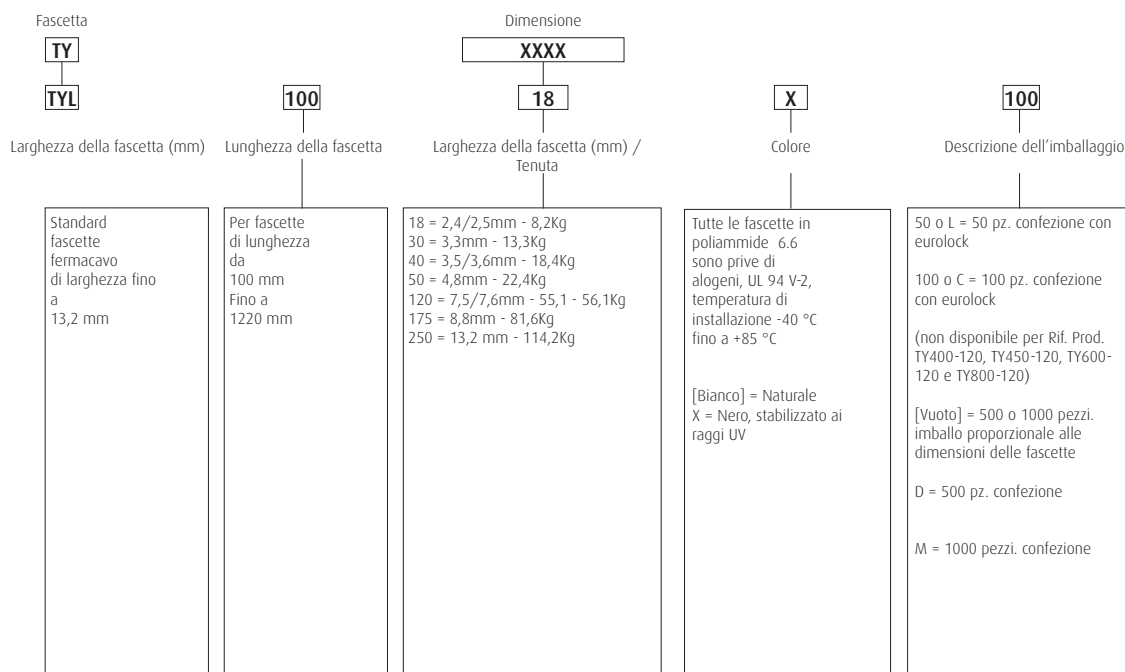 Fascetta
Dimensione
TY
XXXX
TYL
100
18
X
100
Larghezza della fascetta (mm)
Lunghezza della fascetta
Larghezza della fascetta (mm) /
Tenuta
Colore
Descrizione dell'imballaggio
Standard
fascette
fermacavo
di larghezza fino
a
13,2 mm
Per fascette
di lunghezza
da
100 mm
Fino a
1220 mm
18 = 2,4/2,5mm - 8,2Kg
30 = 3,3mm - 13,3Kg
40 = 3,5/3,6mm - 18,4Kg
50 = 4,8mm - 22,4Kg
120 = 7,5/7,6mm - 55,1 - 56,1Kg
175 = 8,8mm - 81,6Kg
250 = 13,2 mm - 114,2Kg
Tutte le fascette in
poliammide 6.6
sono prive di
alogeni, UL 94 V-2,
temperatura di
installazione -40 °C
fino a +85 °C
[Bianco] = Naturale
X = Nero, stabilizzato ai
raggi UV
50 o L = 50 pz. confezione con
eurolock
100 o C = 100 pz. confezione
con eurolock
(non disponibile per Rif. Prod.
TY400-120, TY450-120, TY600-
120 e TY800-120)
[Vuoto] = 500 o 1000 pezzi.
imballo proporzionale alle
dimensioni delle fascette
D = 500 pz. confezione
M = 1000 pezzi. confezione